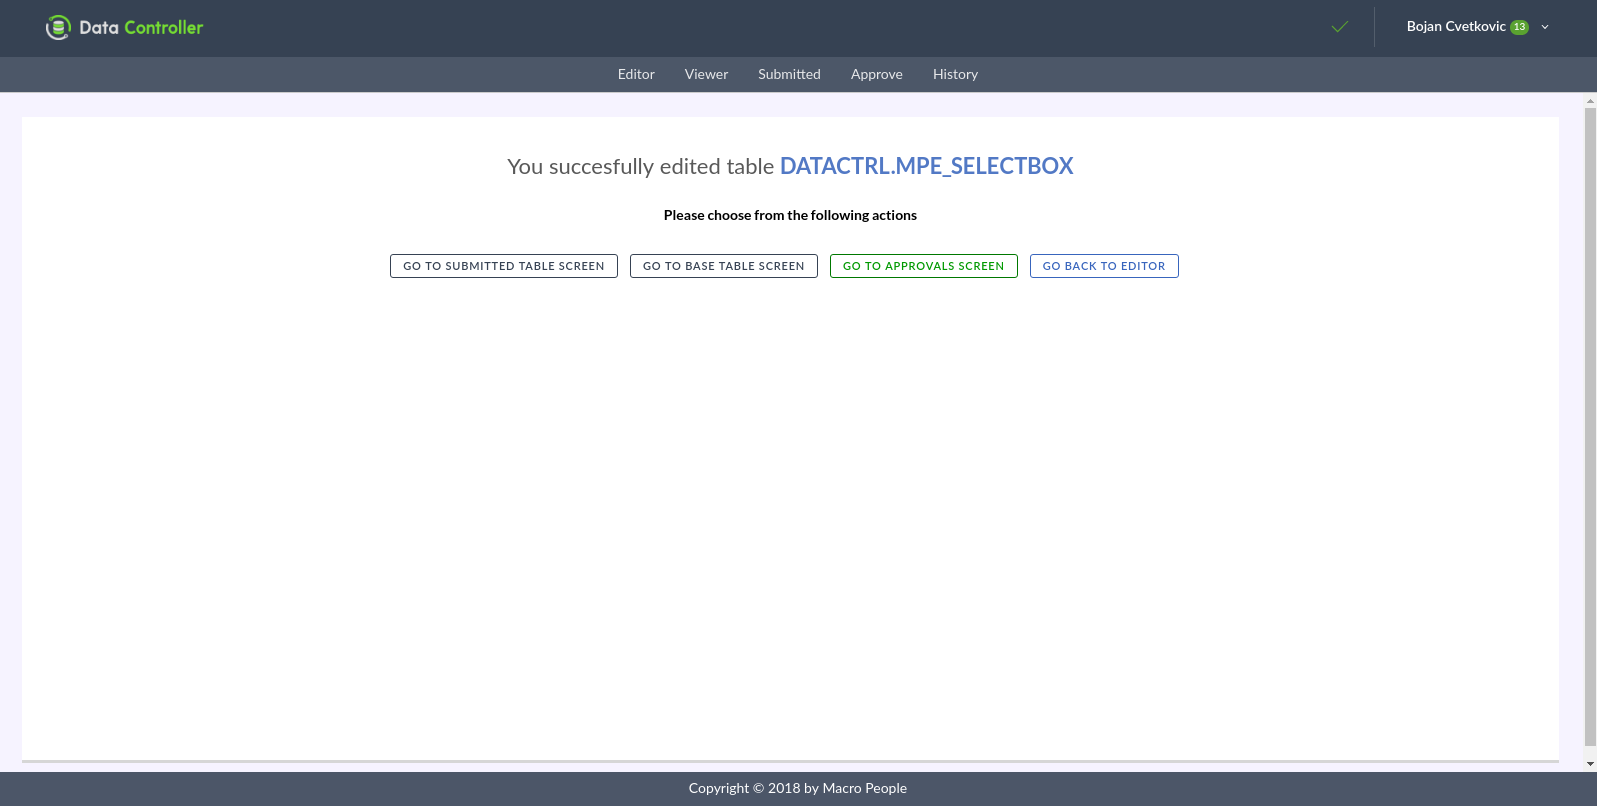 Data Controller
Bojan Cvetkovic 13
Editor Viewer Submitted Approve History
You succesfully edited table DATACTRL.MPE_SELECTBOX
Please choose from the following actions
GO TO SUBMITTED TABLE SCREEN GO TO BASE TABLE SCREEN GO TO APPROVALS SCREEN GO BACK TO EDITOR
Copyright © 2018 by Macro People